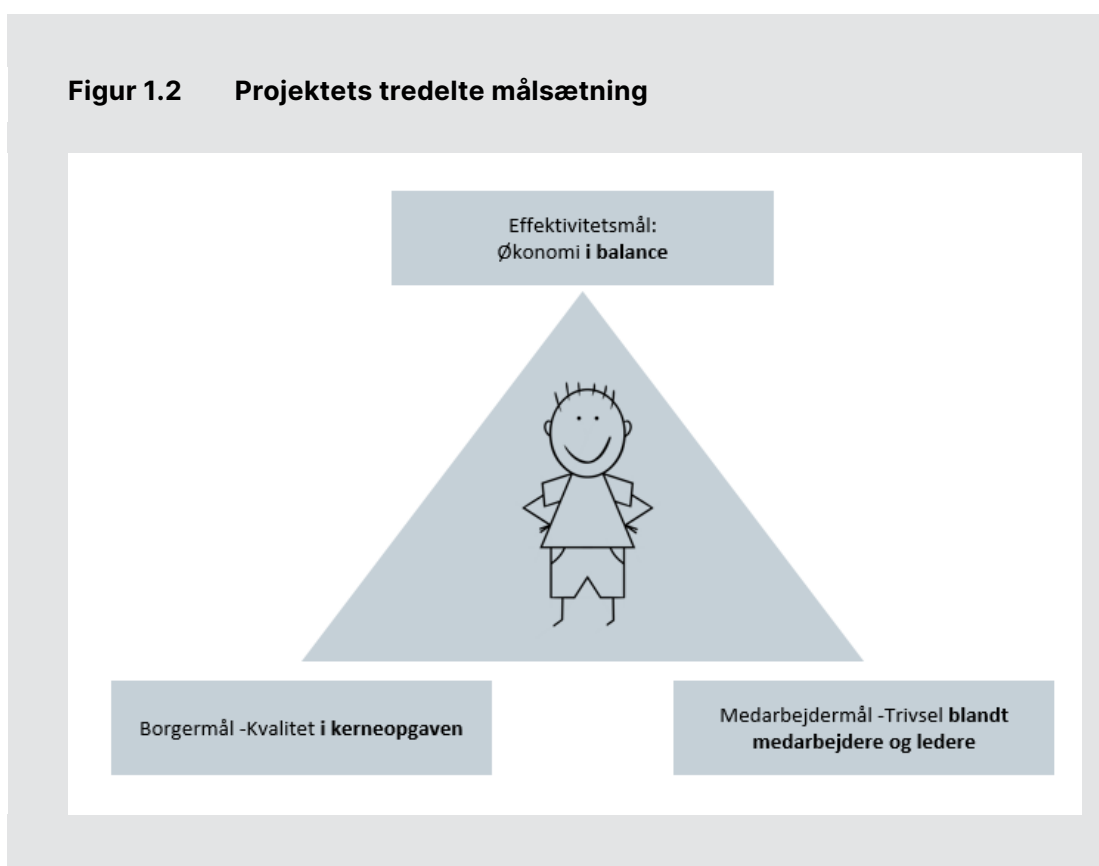 Figur 1.2 Projektets tredelte målsætning
Effektivitetsmål:
Økonomi i balance
Borgermål -Kvalitet i kerneopgaven
Medarbejdermål -Trivsel blandt
medarbejdere og ledere